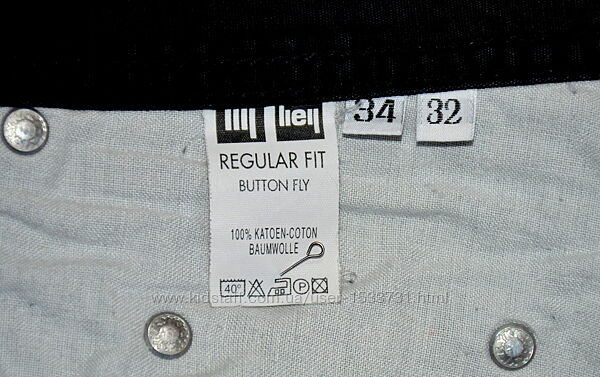 34
32
REGULAR FIT
BUTTON FLY
100% KATOEN-COTON
BAUMWOLLE
40°
P